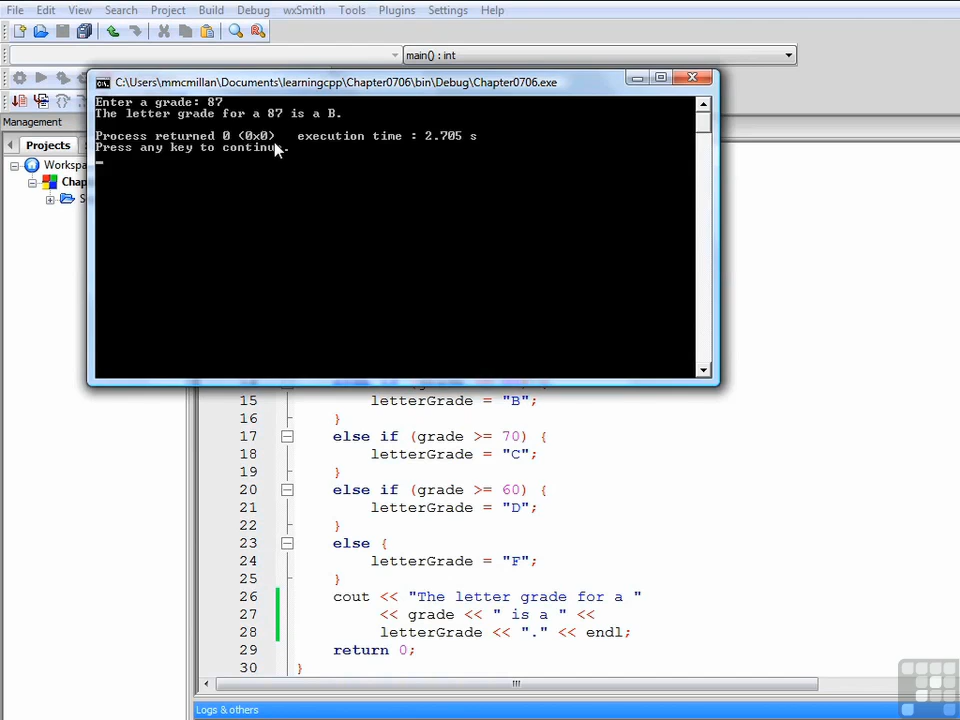 File Edit View Search Project Build Debug wxSmith Tools Plugins Settings Help
main() : int
C:\Users\mmcmillan\Documents\learningcpp\Chapter0706\bin\Debug\Chapter0706.exe
Enter a grade: 87
The letter grade for a 87 is a B.
Process returned 0 (0x0)   execution time : 2.705 s
Press any key to continue.
Management
Projects
Workspa
Chap
S
15 letterGrade = "B";
16 }
17 else if (grade >= 70) {
18 letterGrade = "C";
19 }
20 else if (grade >= 60) {
21 letterGrade = "D";
22 }
23 else {
24 letterGrade = "F";
25 }
26 cout << "The letter grade for a "
27 << grade << " is a " <<
28 letterGrade << "." << endl;
29 return 0;
30 }
Logs & others